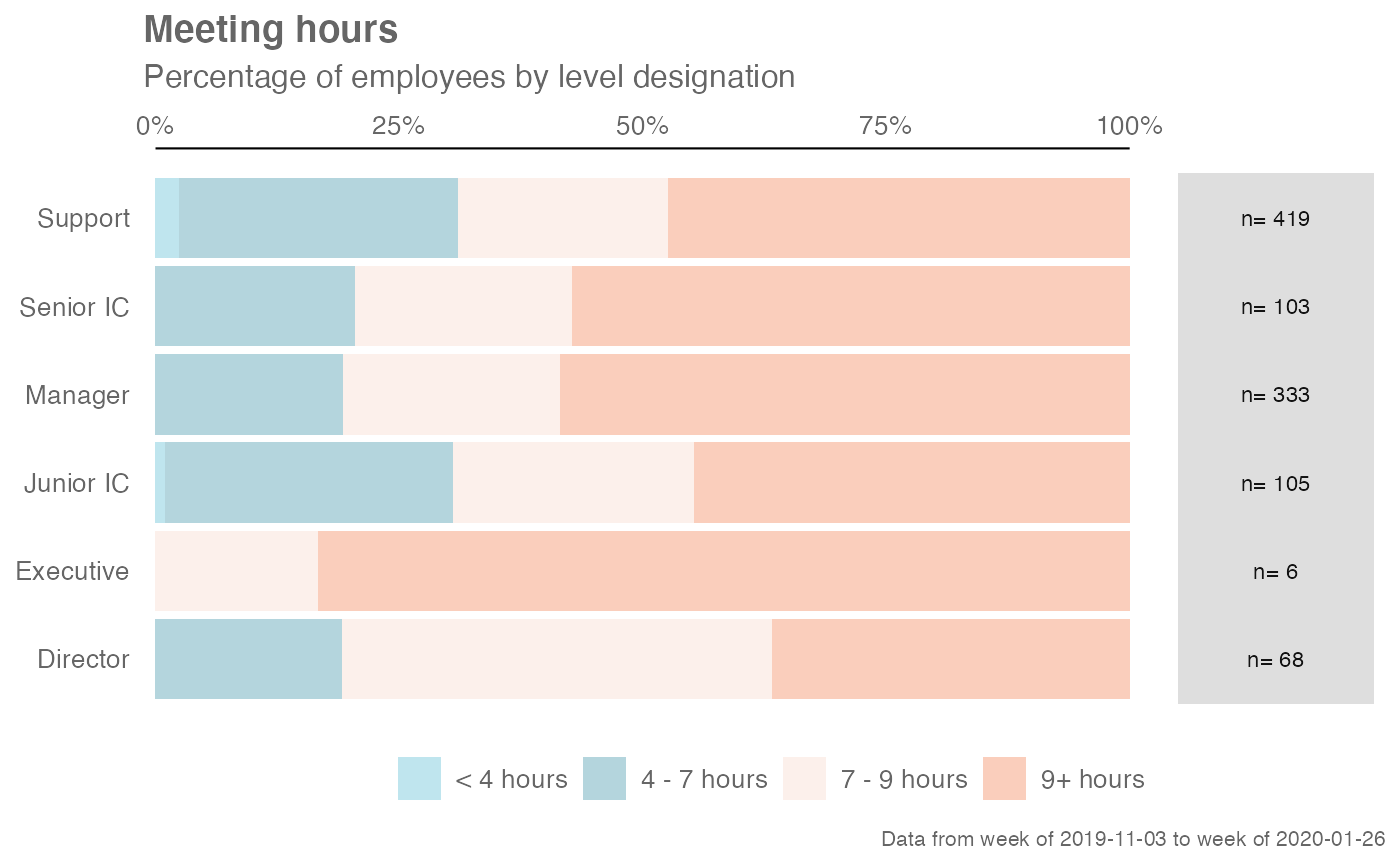 Meeting hours
Percentage of employees by level designation
0% 25% 50% 75% 100%
Support n= 419
Senior IC n= 103
Manager n= 333
Junior IC n= 105
Executive n= 6
Director n= 68
< 4 hours 4 - 7 hours 7 - 9 hours 9+ hours
Data from week of 2019-11-03 to week of 2020-01-26